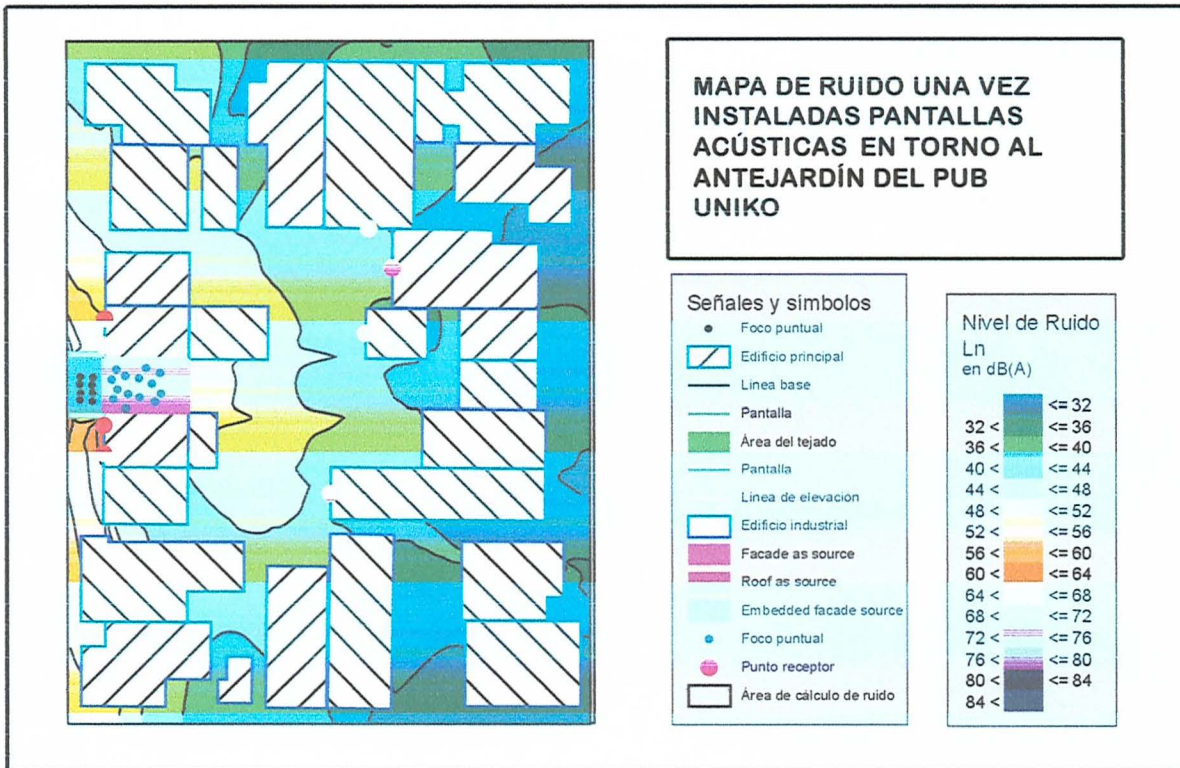 MAPA DE RUIDO UNA VEZ
INSTALADAS PANTALLAS
ACÚSTICAS EN TORNO AL
ANTEJARDÍN DEL PUB
UNIKO
Señales y simbolos
Foco puntual
Edificio principal
Linea base
Pantalla
Área del tejado
Pantalla
Linea de elevación
Edificio industrial
Facade as source
Roof as source
Embedded facade source
Foco puntual
Punto receptor
Área de cálculo de ruido
Nivel de Ruido
Ln
en dB(A)
<= 32
32 < <= 36
36 < <= 40
40 < <= 44
44 < <= 48
48 < <= 52
52 < <= 56
56 < <= 60
60 < <= 64
64 < <= 68
68 < <= 72
72 < <= 76
76 < <= 80
80 < <= 84
84 <